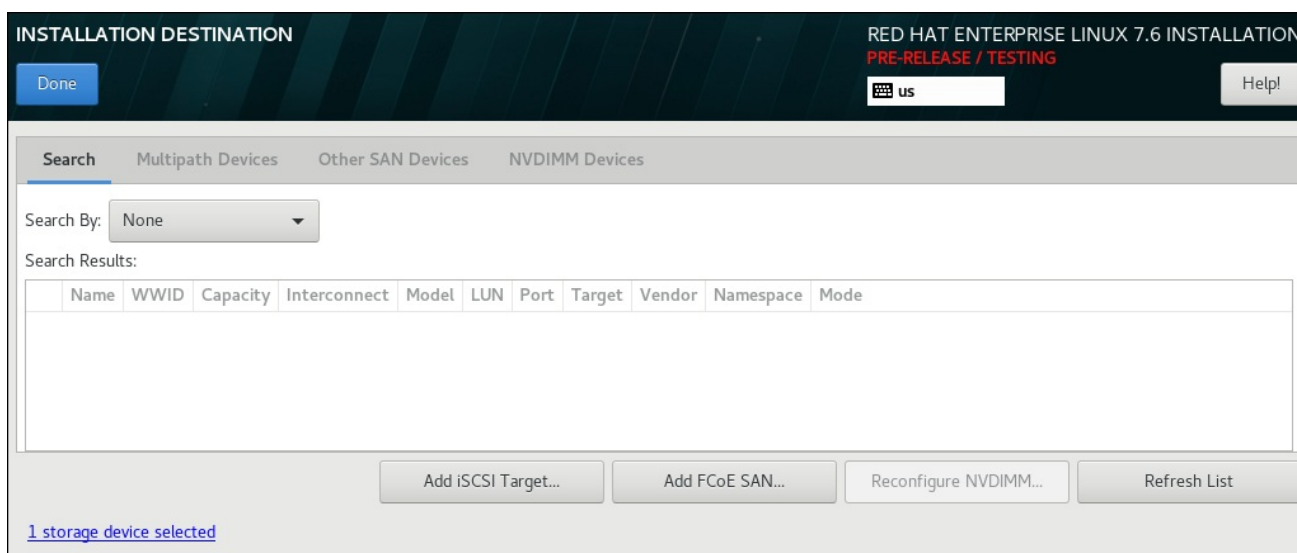 INSTALLATION DESTINATION
RED HAT ENTERPRISE LINUX 7.6 INSTALLATION
PRE-RELEASE / TESTING
Done
us
Help!
Search Multipath Devices Other SAN Devices NVDIMM Devices
Search By: None
Search Results:
Name WWID Capacity Interconnect Model LUN Port Target Vendor Namespace Mode
Add iSCSI Target... Add FCoE SAN... Reconfigure NVDIMM... Refresh List
1 storage device selected